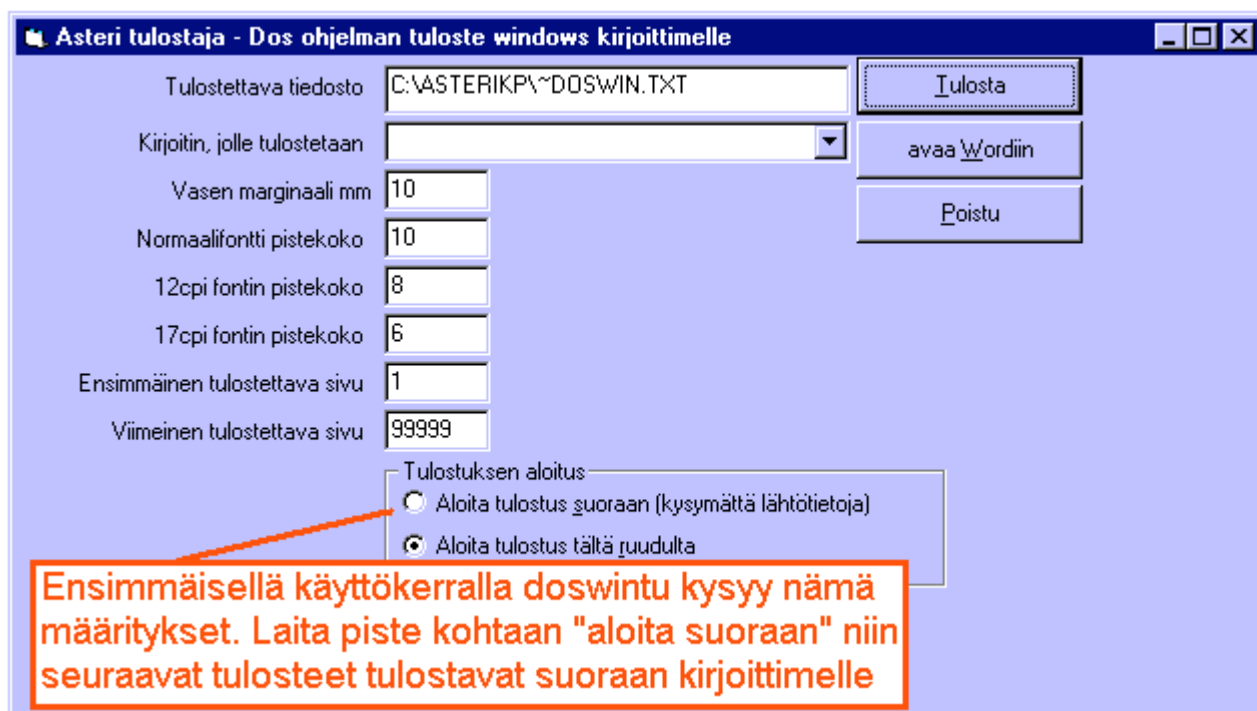 Asteri tulostaja - Dos ohjelman tuloste windows kirjoittimelle
Tulostettava tiedosto C:\ASTERIKP\~DOSWIN.TXT Tulosta
Kirjoitin, jolle tulostetaan avaa Wordiin
Vasen marginaali mm 10
Poistu
Normaalifontti pistekoko 10
12cpi fontin pistekoko 8
17cpi fontin pistekoko 6
Ensimmäinen tulostettava sivu 1
Viimeinen tulostettava sivu 99999
Tulostuksen aloitus
Aloita tulostus suoraan (kysymättä lähtötietoja)
Aloita tulostus tältä ruudulta
Ensimmäisellä käyttökerralla doswintu kysyy nämä
määritykset. Laita piste kohtaan "aloita suoraan" niin
seuraavat tulosteet tulostavat suoraan kirjoittimelle